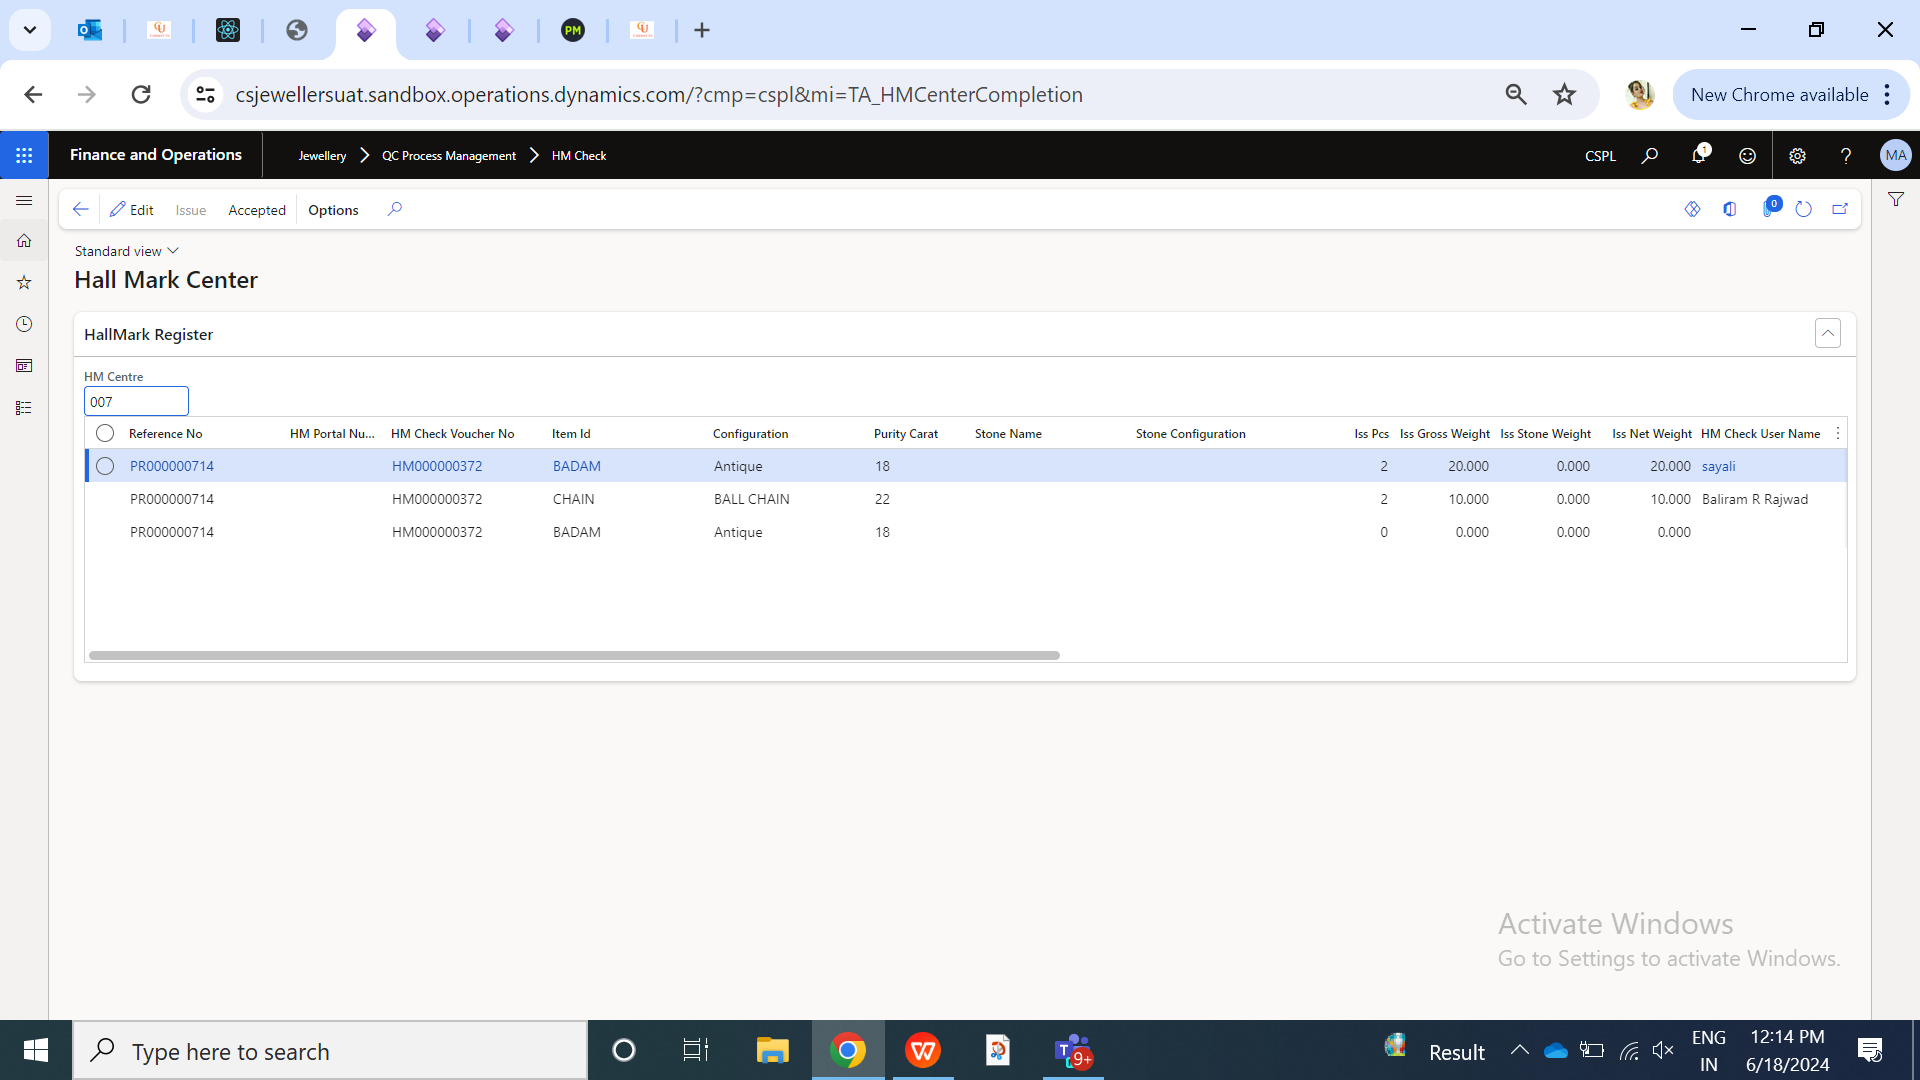 PM
csjewellersuat.sandbox.operations.dynamics.com/?cmp=cspl&mi=TA_HMCenterCompletion
New Chrome available
Finance and Operations
Jewellery
QC Process Management
HM Check
CSPL
1
?
MA
Edit
Issue
Accepted
Options
0
Standard view
Hall Mark Center
HallMark Register
HM Centre
007
Reference No HM Portal Nu... HM Check Voucher No Item Id Configuration Purity Carat Stone Name Stone Configuration Iss Pcs Iss Gross Weight Iss Stone Weight Iss Net Weight HM Check User Name
PR000000714 HM000000372 BADAM Antique 18 2 20.000 0.000 20.000 sayali
PR000000714 HM000000372 CHAIN BALL CHAIN 22 2 10.000 0.000 10.000 Baliram R Rajwad
PR000000714 HM000000372 BADAM Antique 18 0 0.000 0.000 0.000
Activate Windows
Go to Settings to activate Windows.
Type here to search
9+
Result
ENG
IN
12:14 PM
6/18/2024